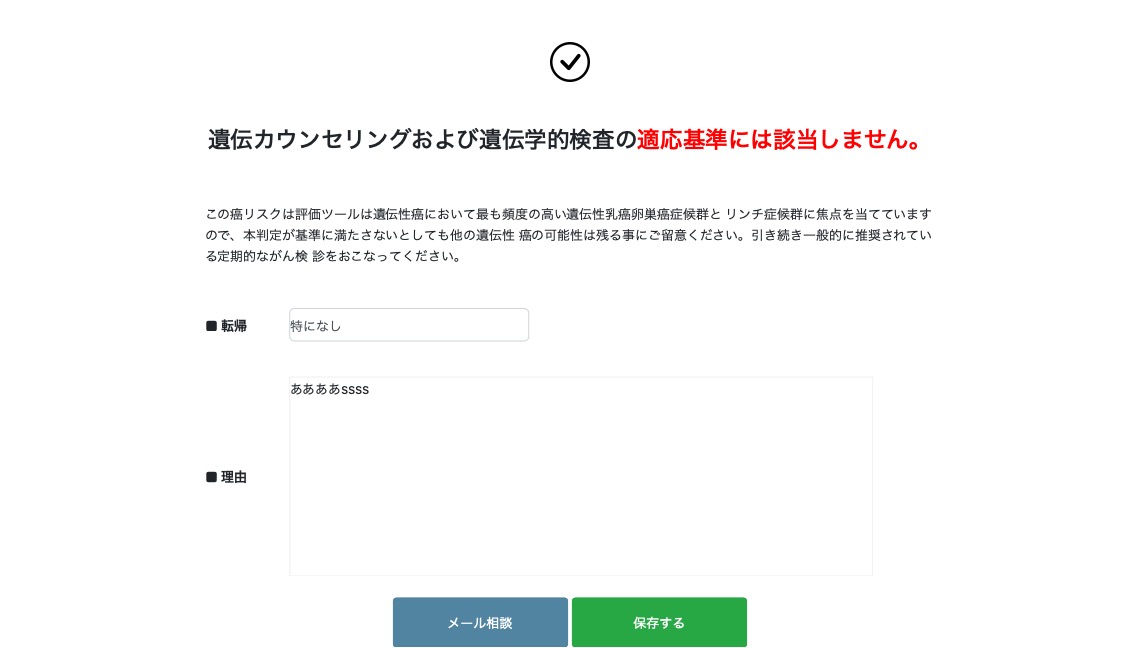 遺伝カウンセリングおよび遺伝学的検査の適応基準には該当しません。
この癌リスクは評価ツールは遺伝性癌において最も頻度の高い遺伝性乳癌卵巣癌症候群と リンチ症候群に焦点を当てています
ので、本判定が基準に満たさないとしても他の遺伝性 癌の可能性は残る事にご留意ください。引き続き一般的に推奨されてい
る定期的ながん検 診をおこなってください。
■ 転帰 特になし
ああああssss
■ 理由
メール相談 保存する